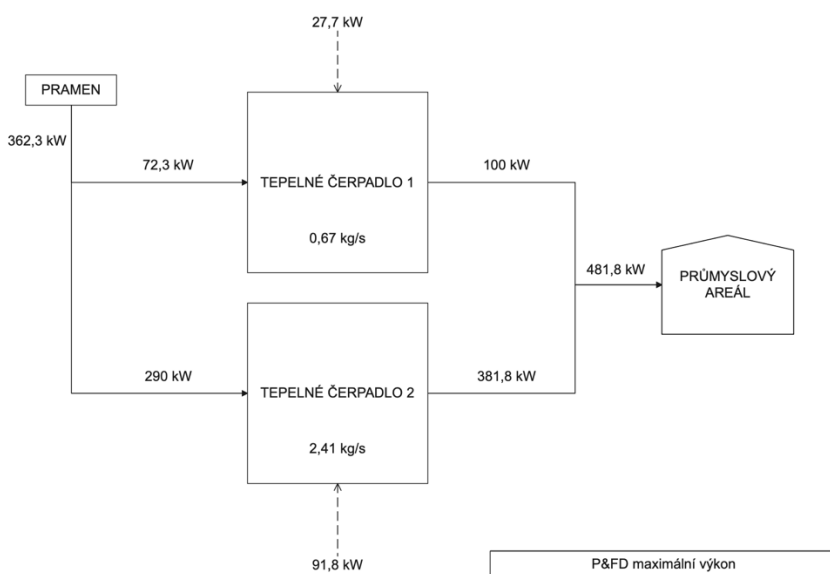 27,7 kW
PRAMEN
362,3 kW
72,3 kW
TEPELNÉ ČERPADLO 1
100 kW
0,67 kg/s
481,8 kW
PRŮMYSLOVÝ
AREÁL
290 kW
TEPELNÉ ČERPADLO 2
381,8 kW
2,41 kg/s
91,8 kW
P&FD maximální výkon